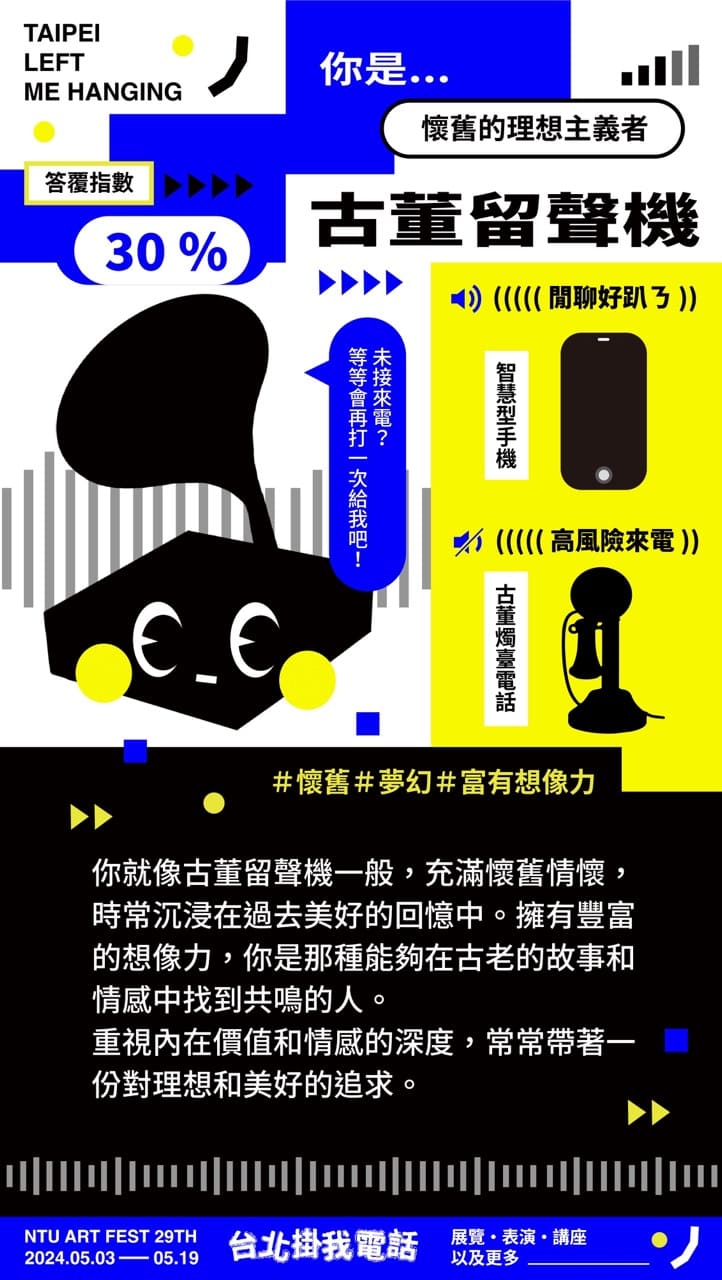 TAIPEI
LEFT
ME HANGING
你是...
懷舊的理想主義者
答覆指數
30 %
古董留聲機
未接來電？
等等會再打一次給我吧！
((((( 閒聊好趴ㄋ ))
智慧型手機
((((( 高風險來電 ))
古董燭臺電話
＃懷舊＃夢幻＃富有想像力
你就像古董留聲機一般，充滿懷舊情懷，
時常沉浸在過去美好的回憶中。擁有豐富
的想像力，你是那種能夠在古老的故事和
情感中找到共鳴的人。
重視內在價值和情感的深度，常常帶著一
份對理想和美好的追求。
NTU ART FEST 29TH
2024.05.03 — 05.19
台北掛我電話
展覽・表演・講座
以及更多